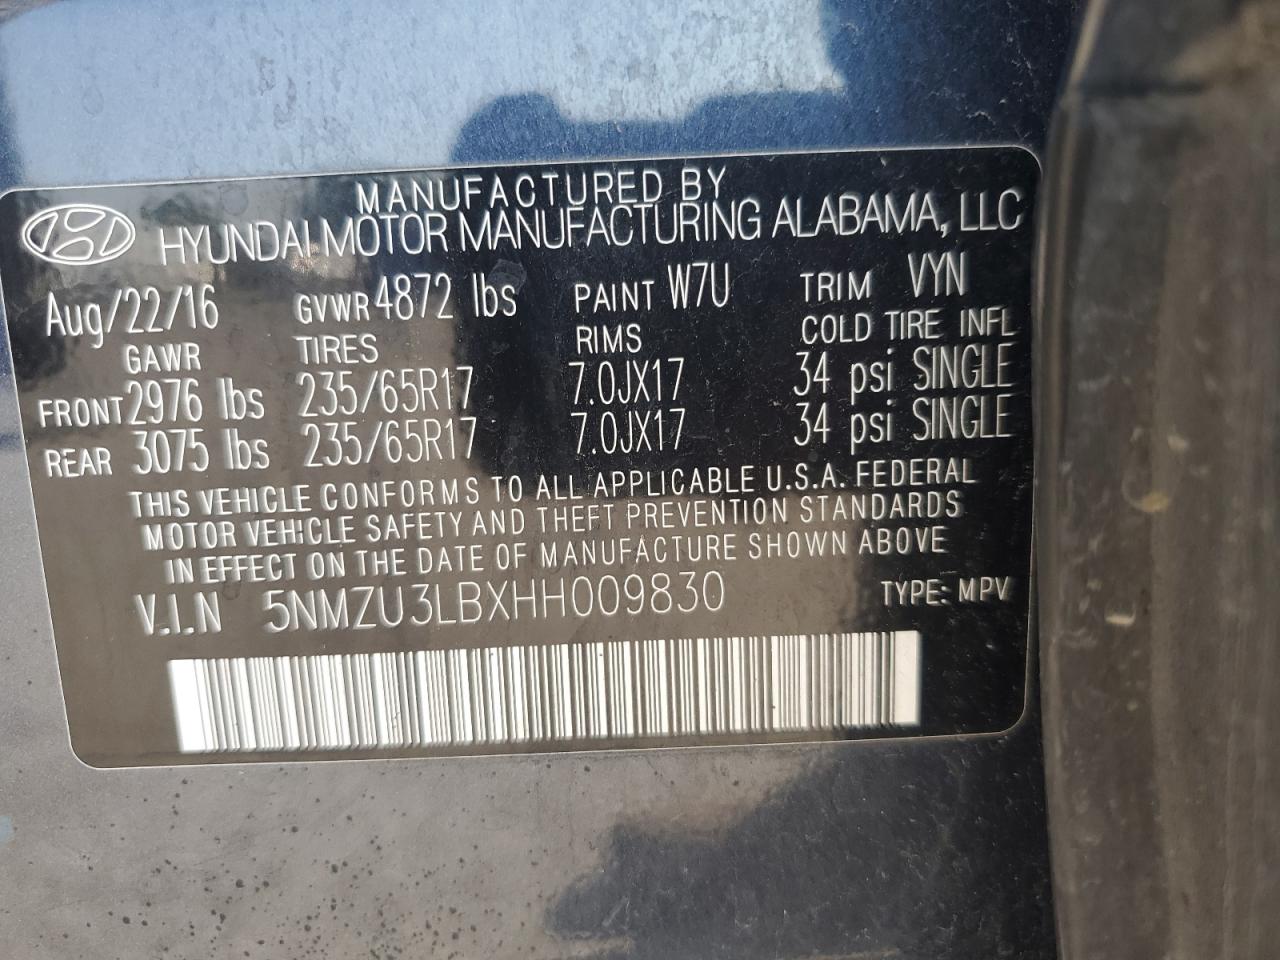 MANUFACTURED BY
HYUNDAI MOTOR MANUFACTURING ALABAMA, LLC
Aug/22/16 GVWR 4872 lbs PAINT W7U TRIM VYN
GAWR TIRES RIMS COLD TIRE INFL
FRONT 2976 lbs 235/65R17 7.0JX17 34 psi SINGLE
REAR 3075 lbs 235/65R17 7.0JX17 34 psi SINGLE
THIS VEHICLE CONFORMS TO ALL APPLICABLE U.S.A. FEDERAL
MOTOR VEHICLE SAFETY AND THEFT PREVENTION STANDARDS
IN EFFECT ON THE DATE OF MANUFACTURE SHOWN ABOVE
V.I.N 5NMZU3LBXHH009830 TYPE: MPV